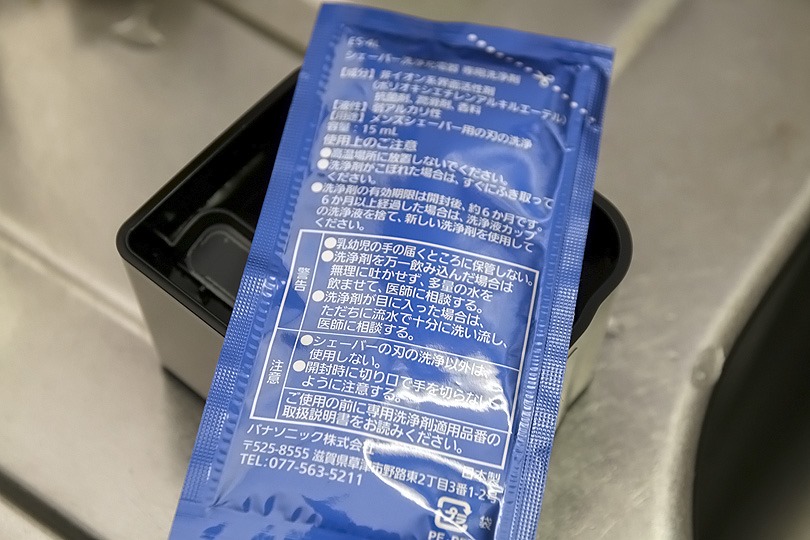 ES-4L
シェーバー洗浄充電器 専用洗浄剤
【成分】非イオン系界面活性剤
(ポリオキシエチレンアルキルエーテル)
抗菌剤、潤滑剤、香料
【液性】弱アルカリ性
【用途】メンズシェーバー用の刃の洗浄
容量:15 mL
使用上のご注意
●高温場所に放置しないでください。
●洗浄剤がこぼれた場合は、すぐにふき取って
ください。
●洗浄剤の有効期限は開封後、約6か月です。
6か月以上経過した場合は、洗浄液カップ
の洗浄液を捨て、新しい洗浄剤を使用して
ください。
警告
●乳幼児の手の届くところに保管しない。
●洗浄剤を万一飲み込んだ場合は
無理に吐かせず、多量の水を
飲ませて、医師に相談する。
●洗浄剤が目に入った場合は、
ただちに流水で十分に洗い流し、
医師に相談する。
注意
●シェーバーの刃の洗浄以外は
使用しない。
●開封時に切り口で手を切らない
ように注意する。
ご使用の前に専用洗浄剤適用品番の
取扱説明書をお読みください。
パナソニック株式会社
日本製
〒525-8555 滋賀県草津市野路東2丁目3番1-2号
TEL:077-563-5211
プラ
袋